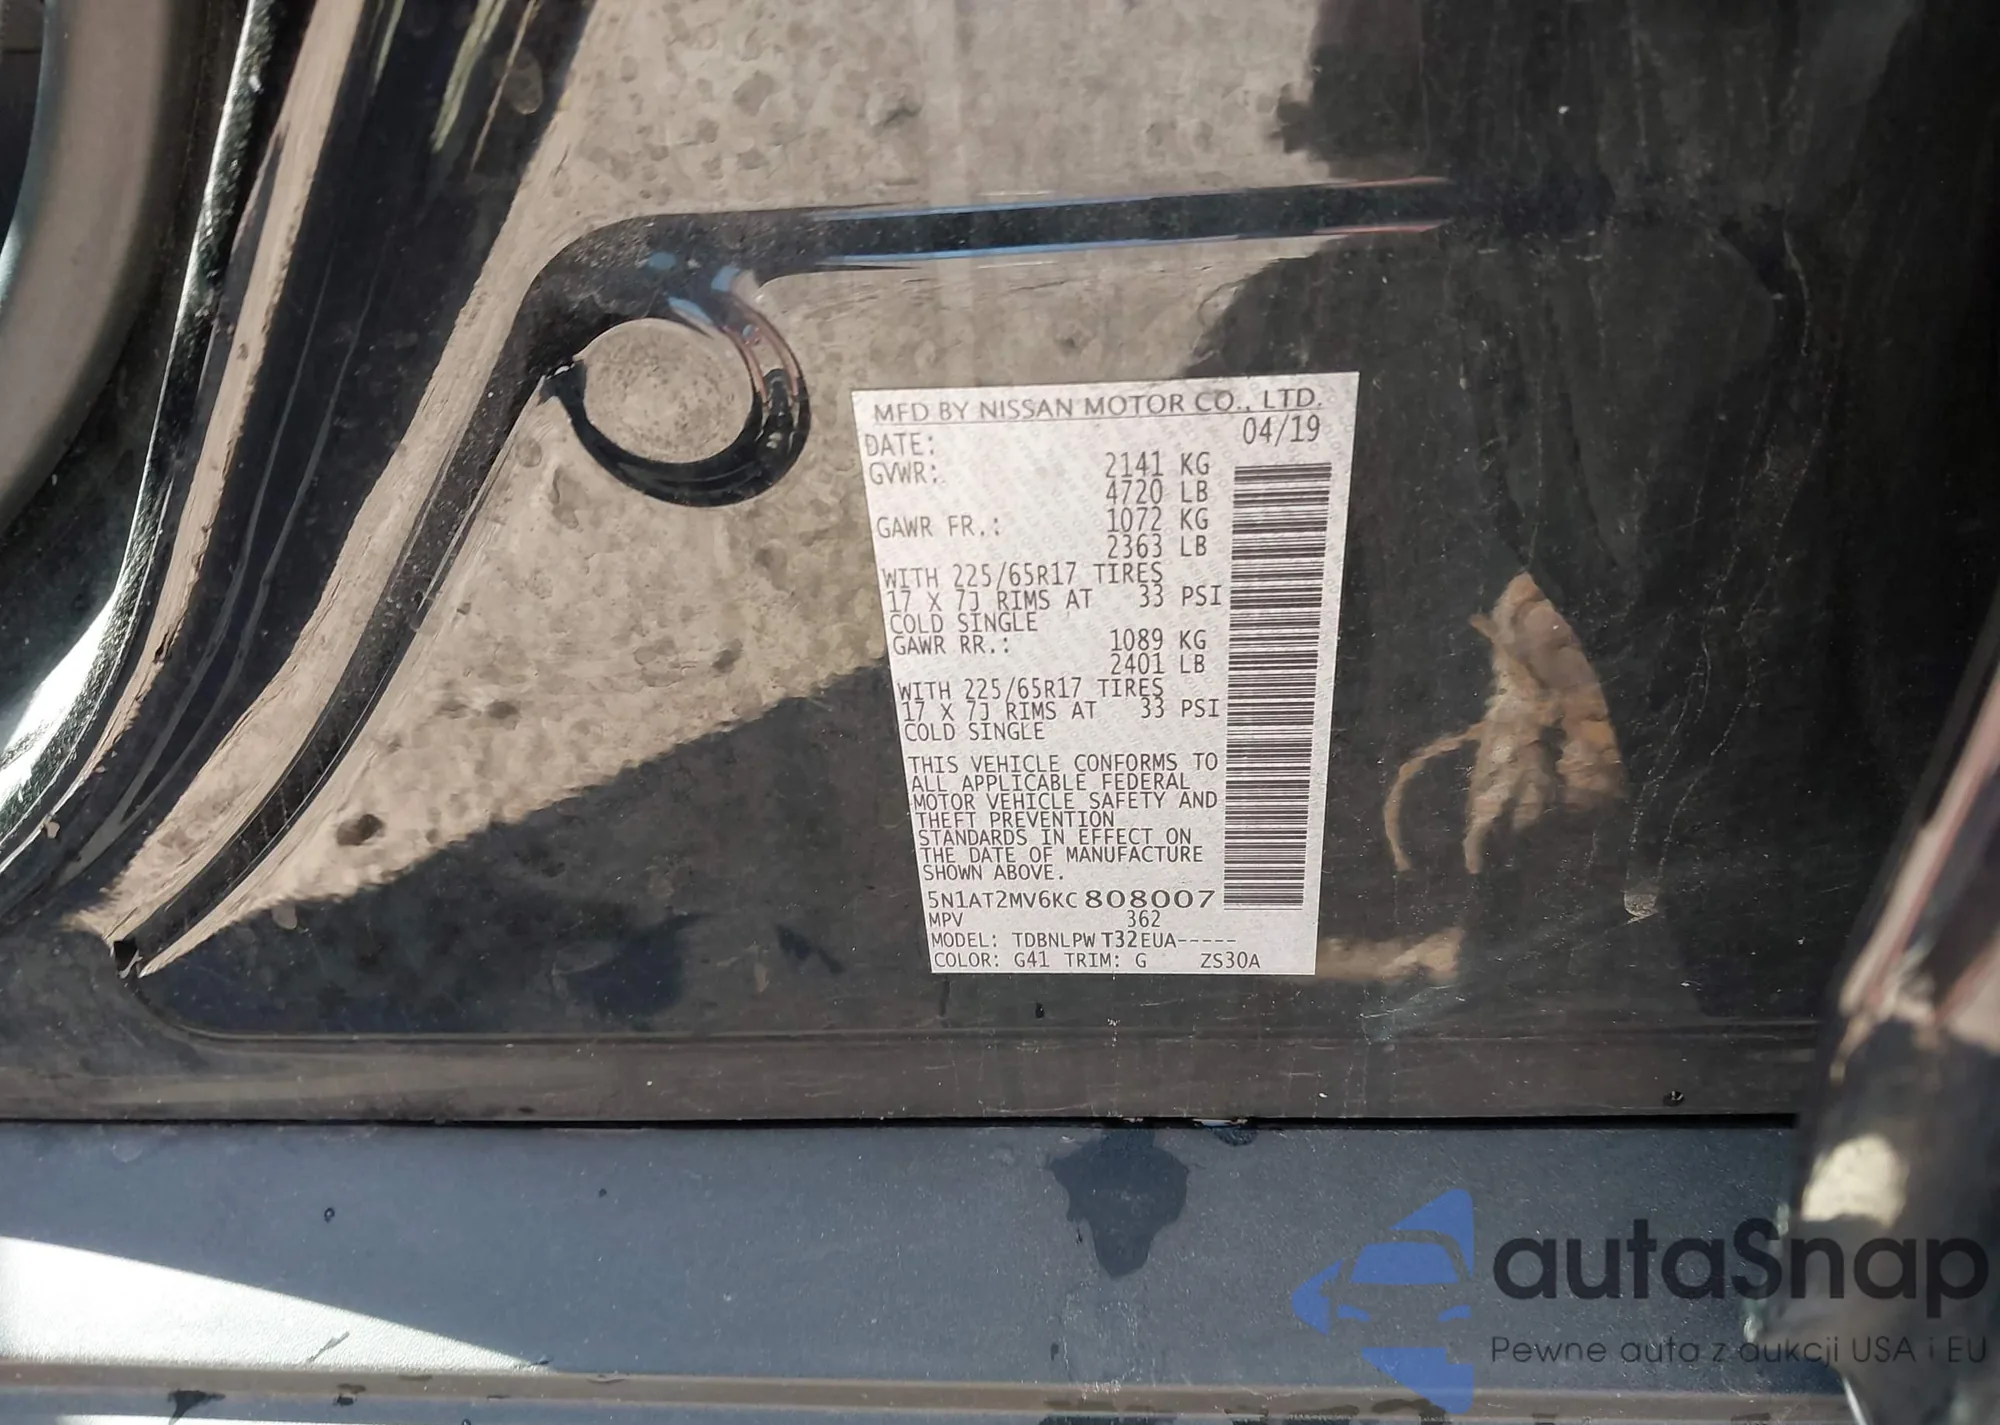 MFD BY NISSAN MOTOR CO., LTD.
DATE: 04/19
GVWR: 2141 KG
4720 LB
GAWR FR.: 1072 KG
2363 LB
WITH 225/65R17 TIRES
17 X 7J RIMS AT 33 PSI
COLD SINGLE
GAWR RR.: 1089 KG
2401 LB
WITH 225/65R17 TIRES
17 X 7J RIMS AT 33 PSI
COLD SINGLE
THIS VEHICLE CONFORMS TO
ALL APPLICABLE FEDERAL
MOTOR VEHICLE SAFETY AND
THEFT PREVENTION
STANDARDS IN EFFECT ON
THE DATE OF MANUFACTURE
SHOWN ABOVE.
5N1AT2MV6KC808007
MPV 362
MODEL: TDBNLPWT32EUA-----
COLOR: G41 TRIM: G ZS30A
autaSnap
Pewne auta z aukcji USA i EU